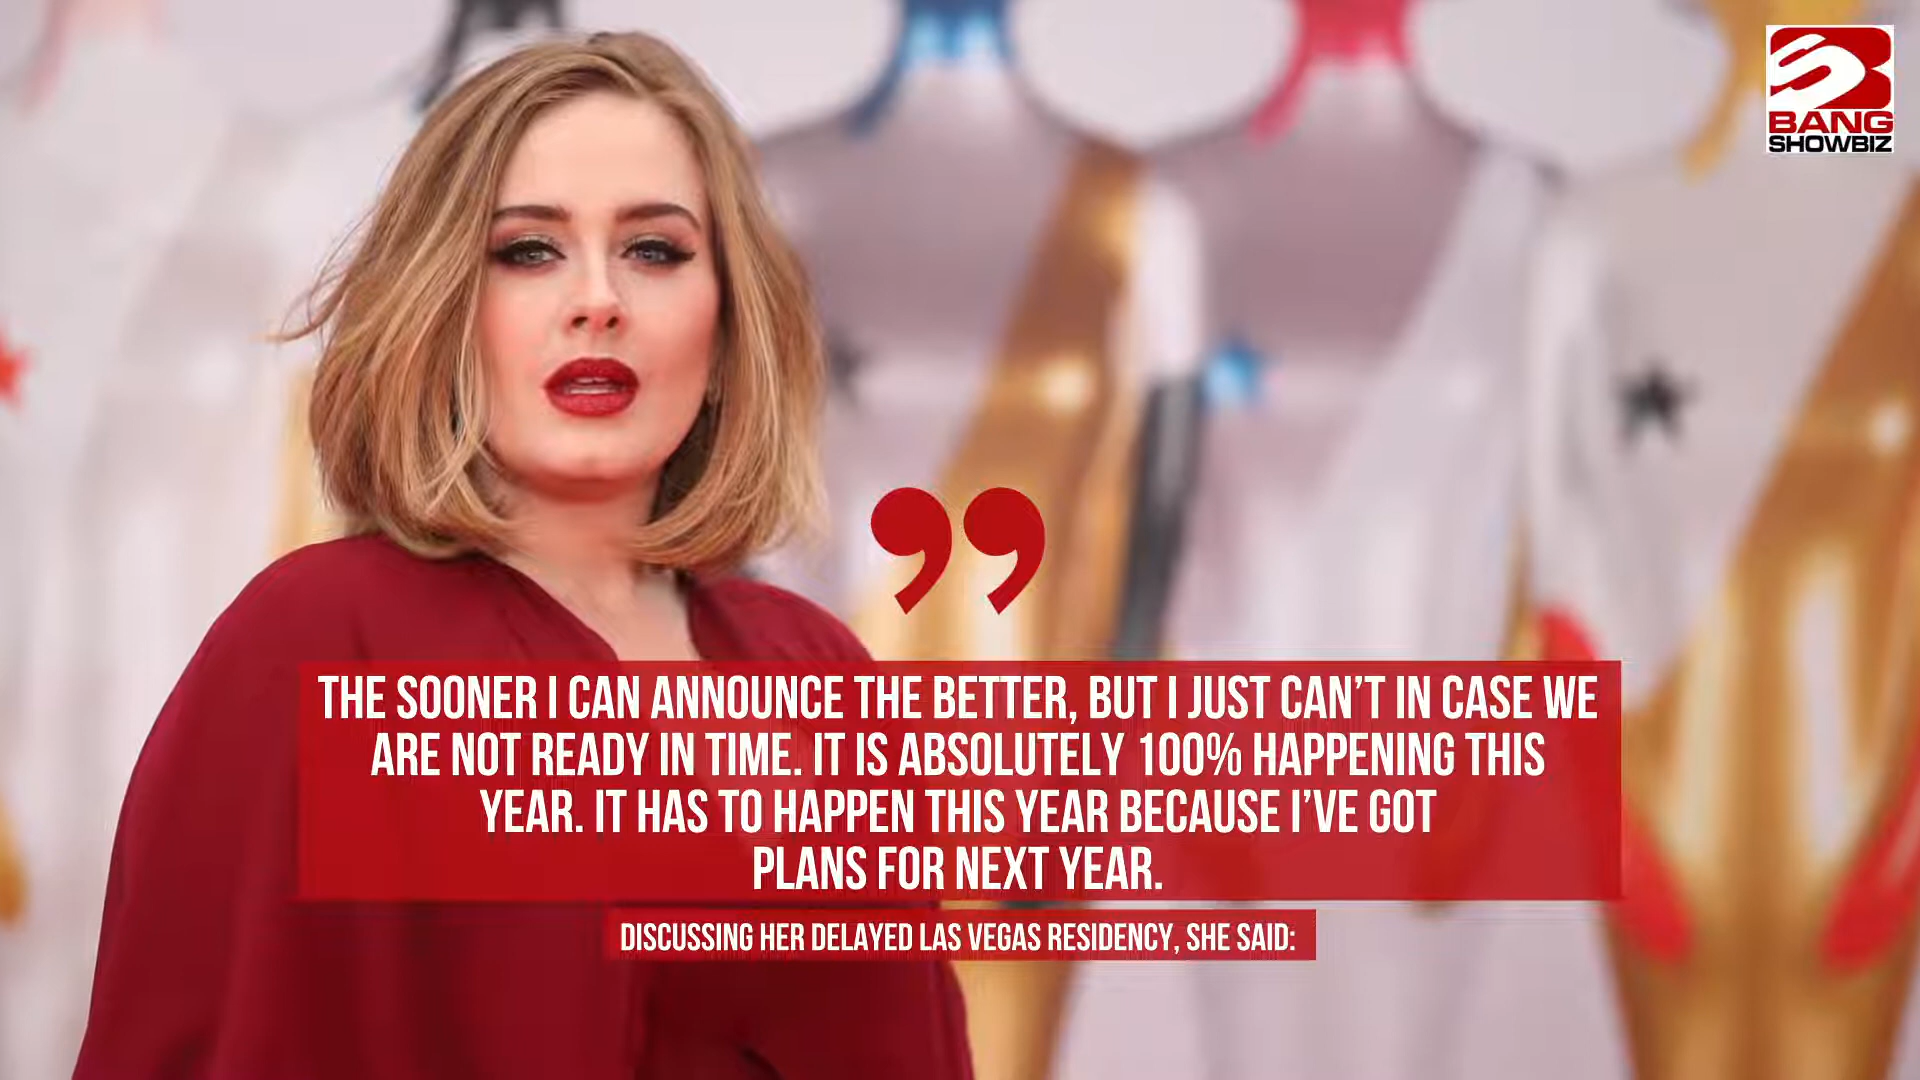 BANG
SHOWBIZ
”
THE SOONER I CAN ANNOUNCE THE BETTER, BUT I JUST CAN’T IN CASE WE
ARE NOT READY IN TIME. IT IS ABSOLUTELY 100% HAPPENING THIS
YEAR. IT HAS TO HAPPEN THIS YEAR BECAUSE I’VE GOT
PLANS FOR NEXT YEAR.
DISCUSSING HER DELAYED LAS VEGAS RESIDENCY, SHE SAID: